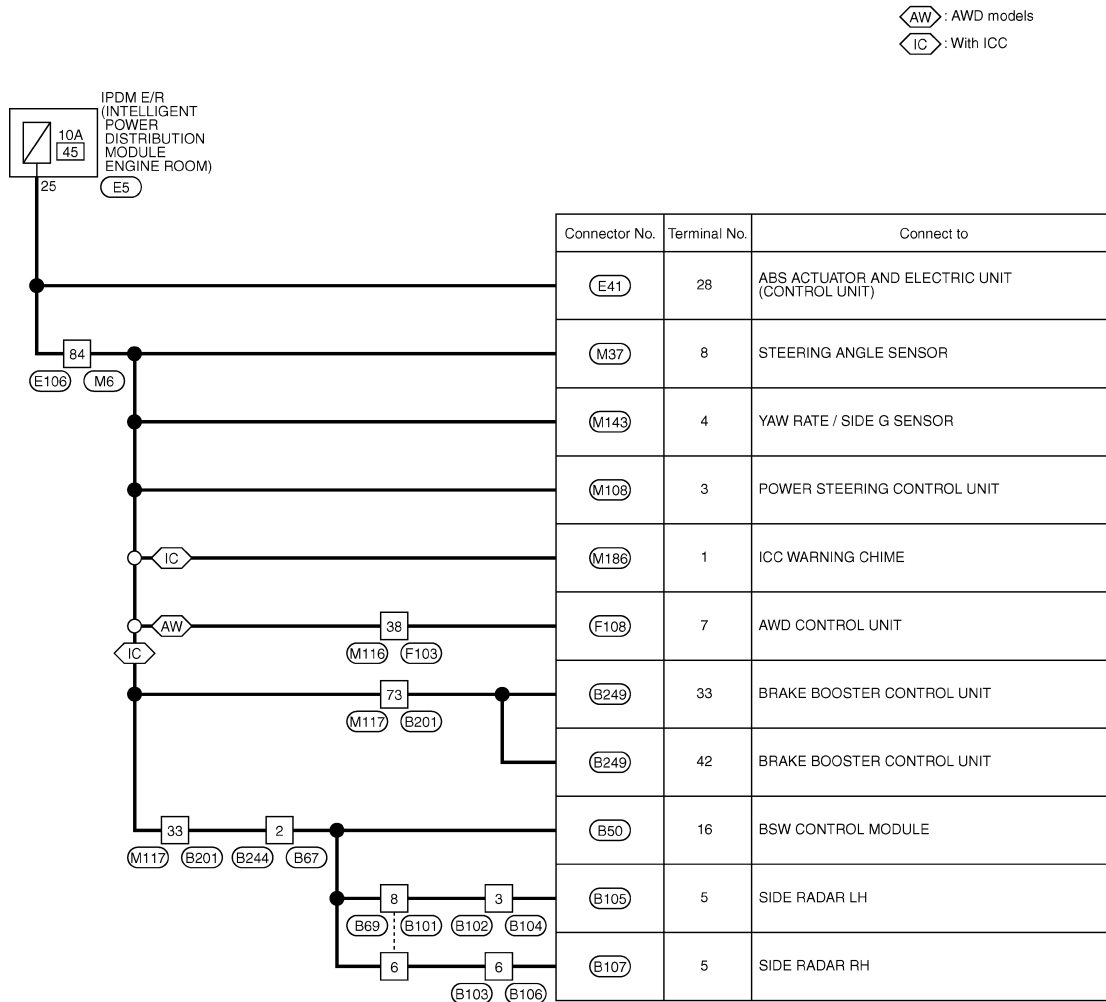 AW : AWD models
IC : With ICC
IPDM E/R
(INTELLIGENT
POWER
DISTRIBUTION
MODULE
ENGINE ROOM)
10A
45
25
E5
Connector No. Terminal No. Connect to
E41 28 ABS ACTUATOR AND ELECTRIC UNIT
(CONTROL UNIT)
84
E106 M6
M37 8 STEERING ANGLE SENSOR
M143 4 YAW RATE / SIDE G SENSOR
M108 3 POWER STEERING CONTROL UNIT
IC
M186 1 ICC WARNING CHIME
AW 38
M116 F103
F108 7 AWD CONTROL UNIT
IC
73
M117 B201
B249 33 BRAKE BOOSTER CONTROL UNIT
B249 42 BRAKE BOOSTER CONTROL UNIT
33 2
M117 B201 B244 B67
B50 16 BSW CONTROL MODULE
8 3
B69 B101 B102 B104
B105 5 SIDE RADAR LH
6 6
B103 B106
B107 5 SIDE RADAR RH